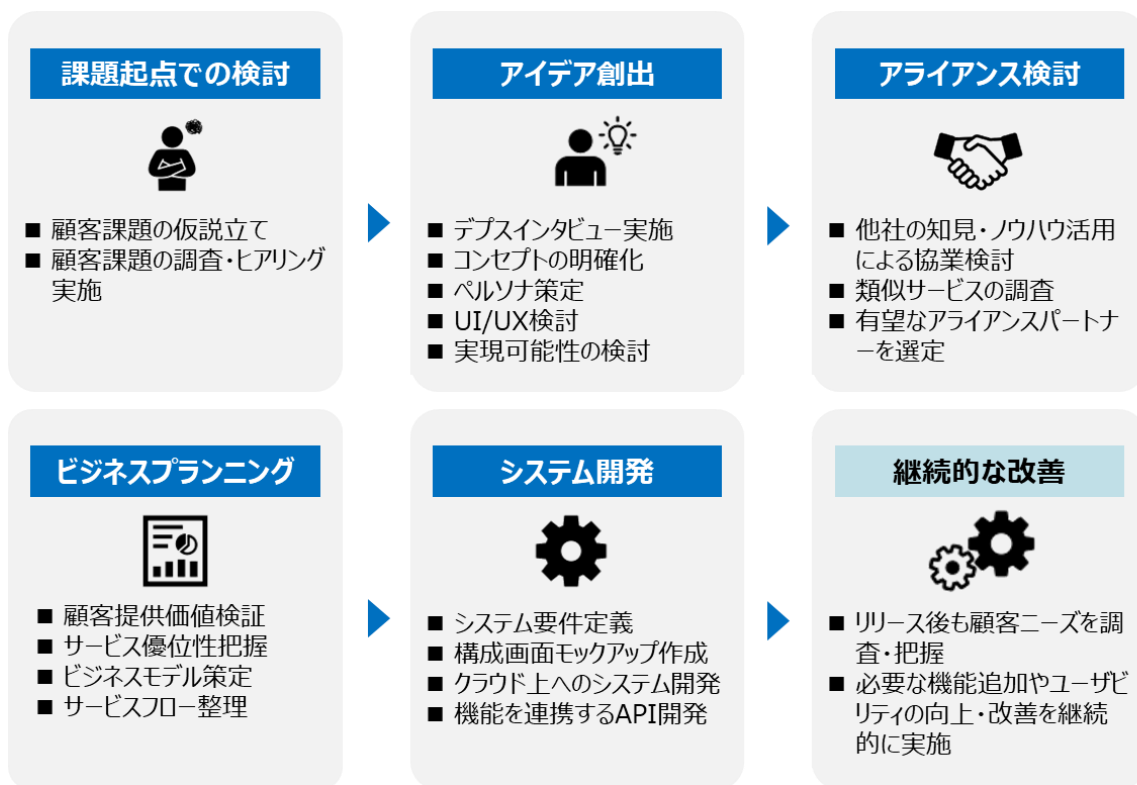 課題起点での検討
■ 顧客課題の仮説立て
■ 顧客課題の調査・ヒアリング
実施
アイデア創出
■ デプスインタビュー実施
■ コンセプトの明確化
■ ペルソナ策定
■ UI/UX検討
■ 実現可能性の検討
アライアンス検討
■ 他社の知見・ノウハウ活用
による協業検討
■ 類似サービスの調査
■ 有望なアライアンスパートナ
ーを選定
ビジネスプランニング
■ 顧客提供価値検証
■ サービス優位性把握
■ ビジネスモデル策定
■ サービスフロー整理
システム開発
■ システム要件定義
■ 構成画面モックアップ作成
■ クラウド上へのシステム開発
■ 機能を連携するAPI開発
継続的な改善
■ リリース後も顧客ニーズを調
査・把握
■ 必要な機能追加やユーザビ
リティの向上・改善を継続
的に実施